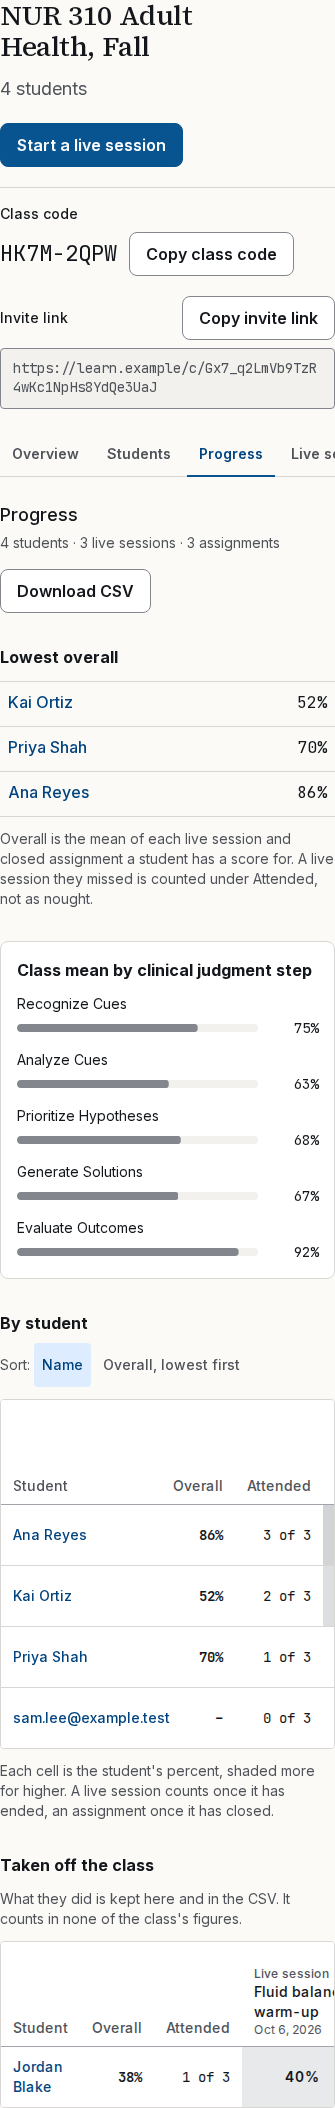 NUR 310 Adult
Health, Fall
4 students
Start a live session
Class code
HK7M-2QPW
Copy class code
Invite link
Copy invite link
https://learn.example/c/Gx7_q2LmVb9TzR
4wKc1NpHs8YdQe3UaJ
Overview Students Progress Live se
Progress
4 students · 3 live sessions · 3 assignments
Download CSV
Lowest overall
Kai Ortiz 52%
Priya Shah 70%
Ana Reyes 86%
Overall is the mean of each live session and
closed assignment a student has a score for. A live
session they missed is counted under Attended,
not as nought.
Class mean by clinical judgment step
Recognize Cues
75%
Analyze Cues
63%
Prioritize Hypotheses
68%
Generate Solutions
67%
Evaluate Outcomes
92%
By student
Sort: Name Overall, lowest first
Student Overall Attended
Ana Reyes 86% 3 of 3
Kai Ortiz 52% 2 of 3
Priya Shah 70% 1 of 3
sam.lee@example.test – 0 of 3
Each cell is the student's percent, shaded more
for higher. A live session counts once it has
ended, an assignment once it has closed.
Taken off the class
What they did is kept here and in the CSV. It
counts in none of the class's figures.
Live session
Fluid balan
warm-up
Student Overall Attended Oct 6, 2026
Jordan
Blake 38% 1 of 3 40%